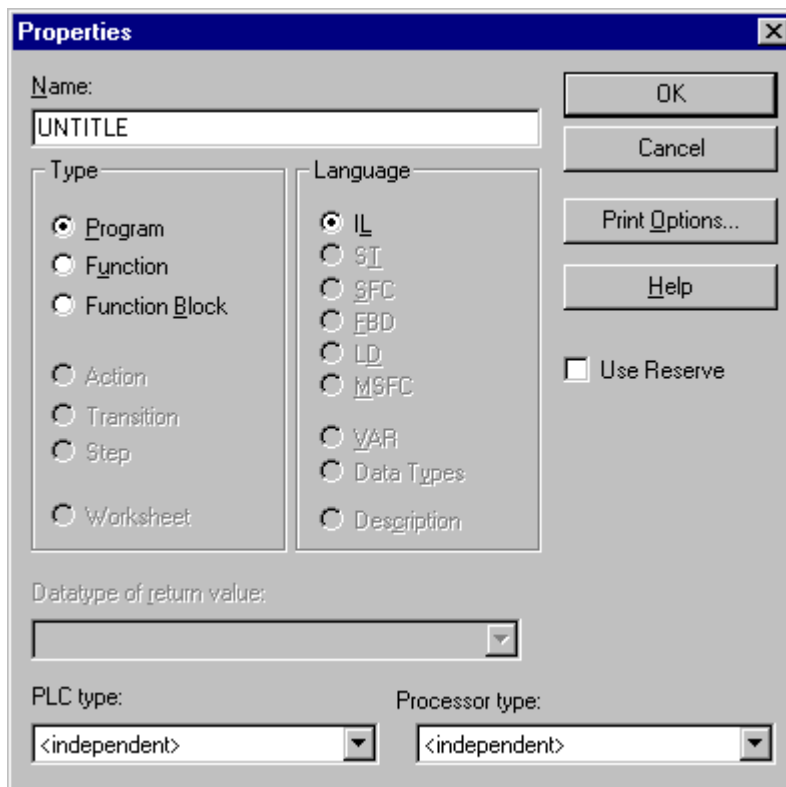 Properties
Name:
UNTITLE
OK
Cancel
Print Options...
Help
Use Reserve
Type
Program
Function
Function Block
Action
Transition
Step
Worksheet
Language
IL
ST
SFC
FBD
LD
MSFC
VAR
Data Types
Description
Datatype of return value:
PLC type:
<independent>
Processor type:
<independent>